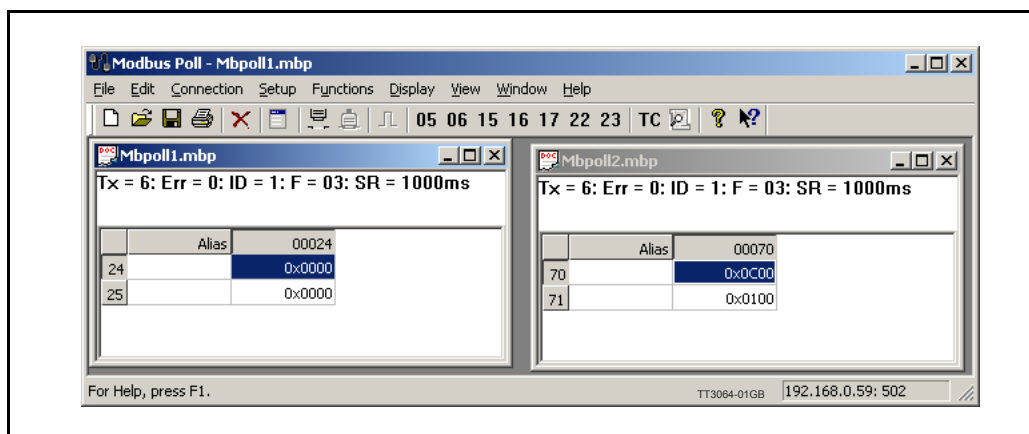 Modbus Poll - Mbpoll1.mbp
File Edit Connection Setup Functions Display View Window Help
05 06 15 16 17 22 23 TC
Mbpoll1.mbp
Tx = 6: Err = 0: ID = 1: F = 03: SR = 1000ms
Alias 00024
24 0x0000
25 0x0000
Mbpoll2.mbp
Tx = 6: Err = 0: ID = 1: F = 03: SR = 1000ms
Alias 00070
70 0x0C00
71 0x0100
For Help, press F1.
TT3064-01GB
192.168.0.59: 502